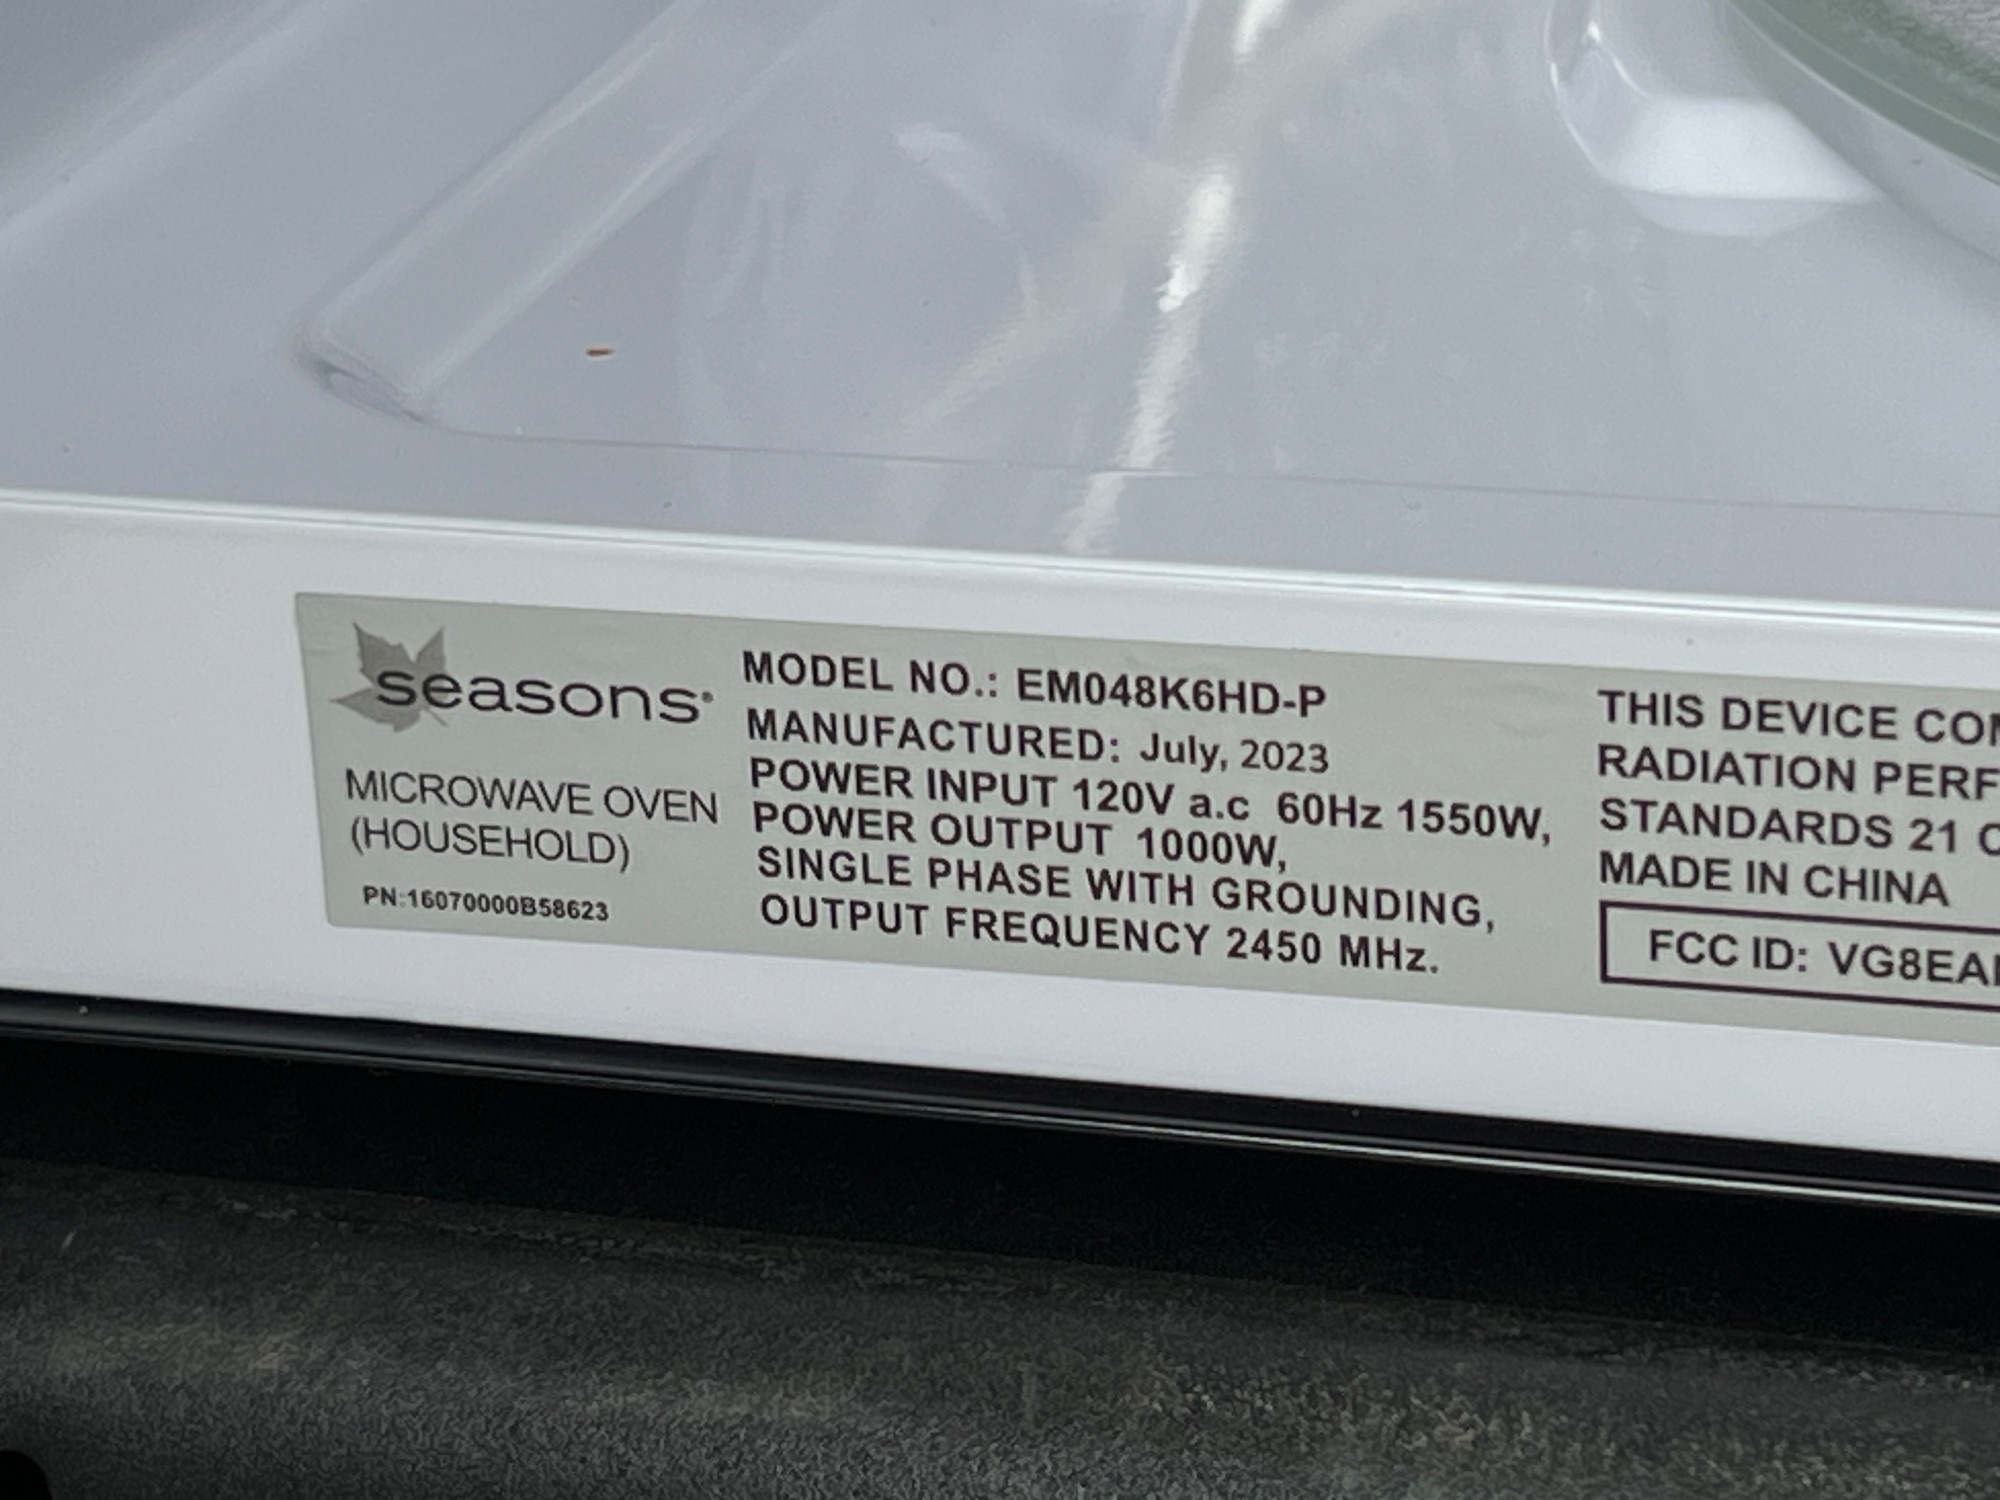 seasons®
MICROWAVE OVEN
(HOUSEHOLD)
PN:16070000B58623
MODEL NO.: EM048K6HD-P
MANUFACTURED: July, 2023
POWER INPUT 120V a.c 60Hz 1550W,
POWER OUTPUT 1000W,
SINGLE PHASE WITH GROUNDING,
OUTPUT FREQUENCY 2450 MHz.
THIS DEVICE
RADIATION
STANDARDS 21
MADE IN CHINA
FCC ID: